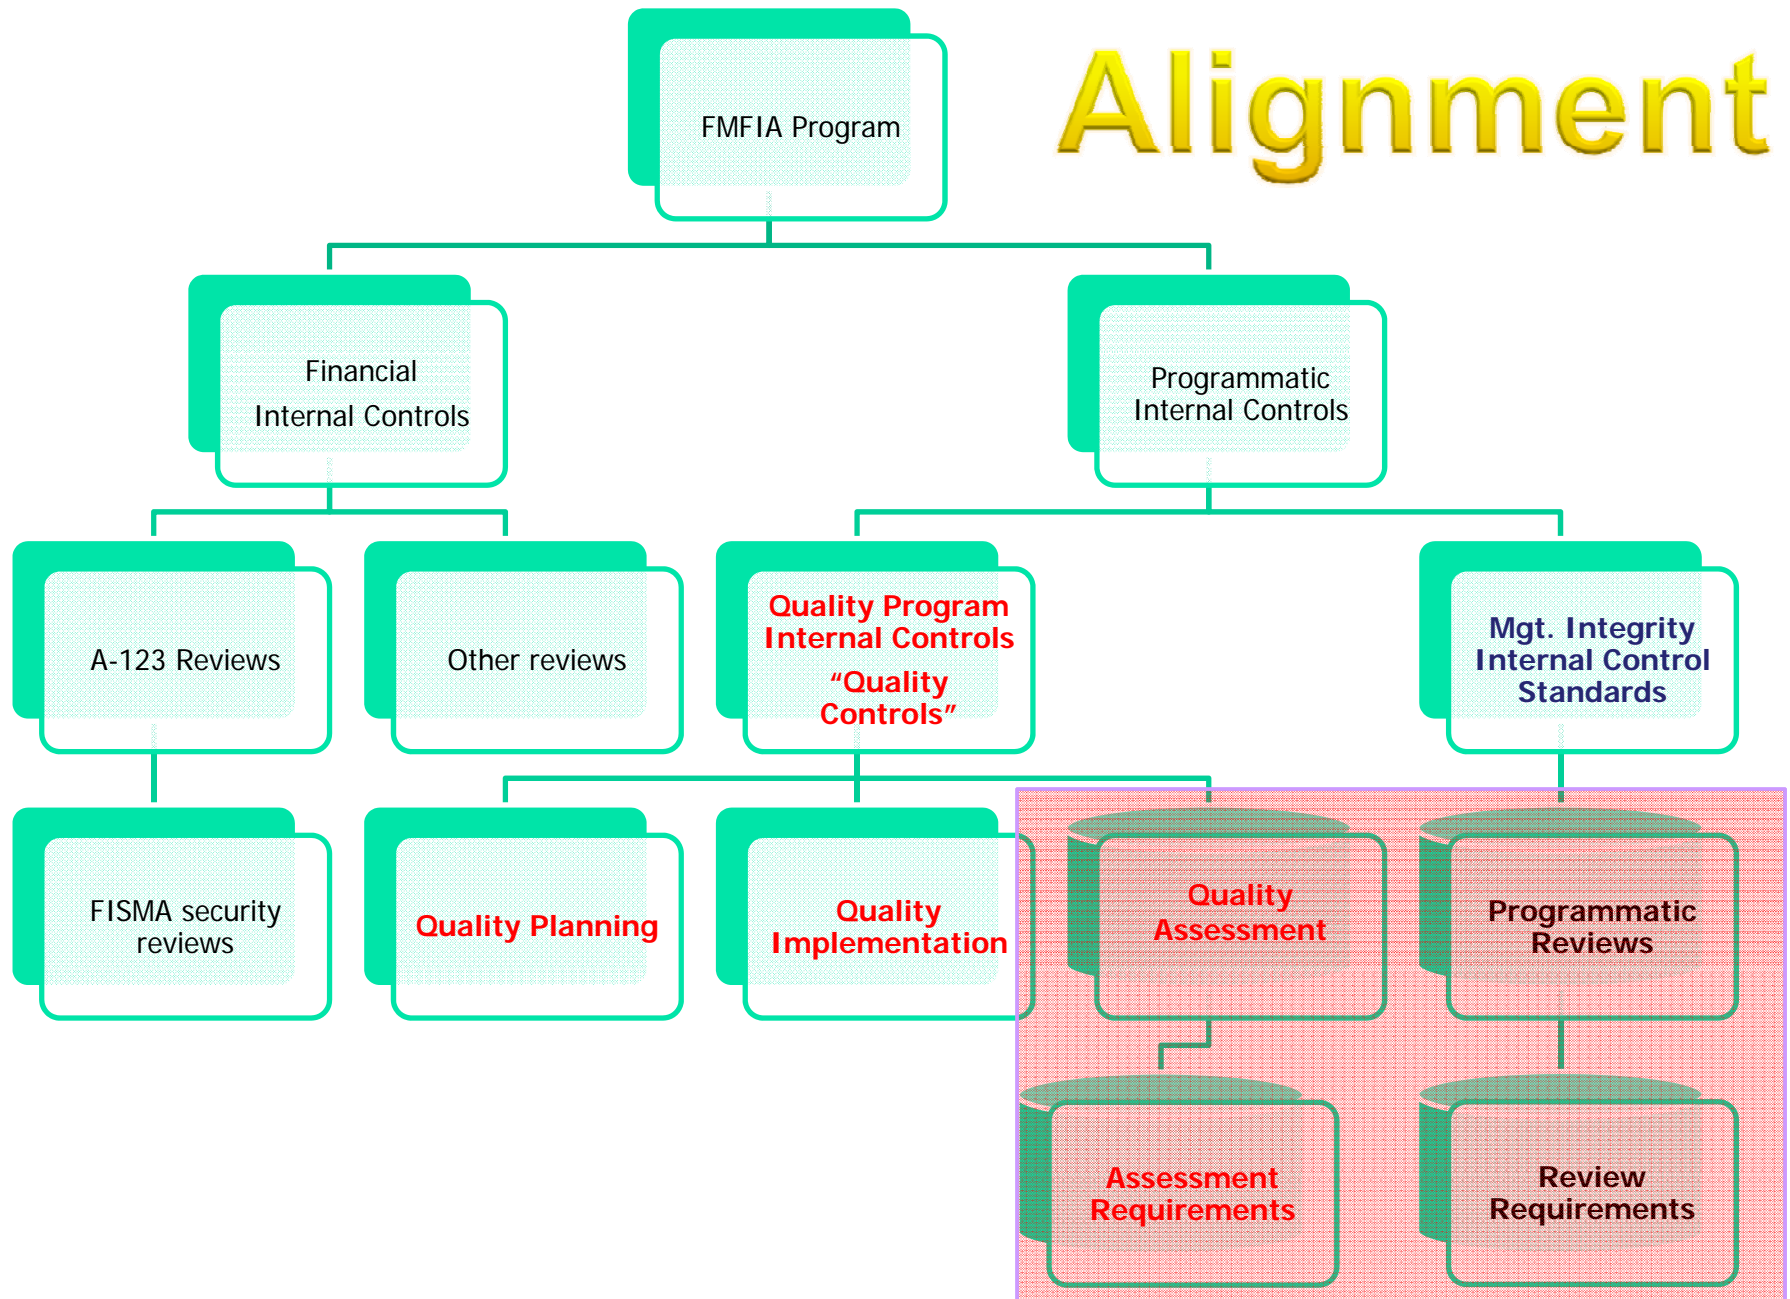 Alignment
FMFIA Program
Financial
Internal Controls
Programmatic
Internal Controls
A-123 Reviews
Other reviews
Quality Program
Internal Controls
“Quality
Controls”
Mgt. Integrity
Internal Control
Standards
FISMA security
reviews
Quality Planning
Quality
Implementation
Quality
Assessment
Programmatic
Reviews
Assessment
Requirements
Review
Requirements